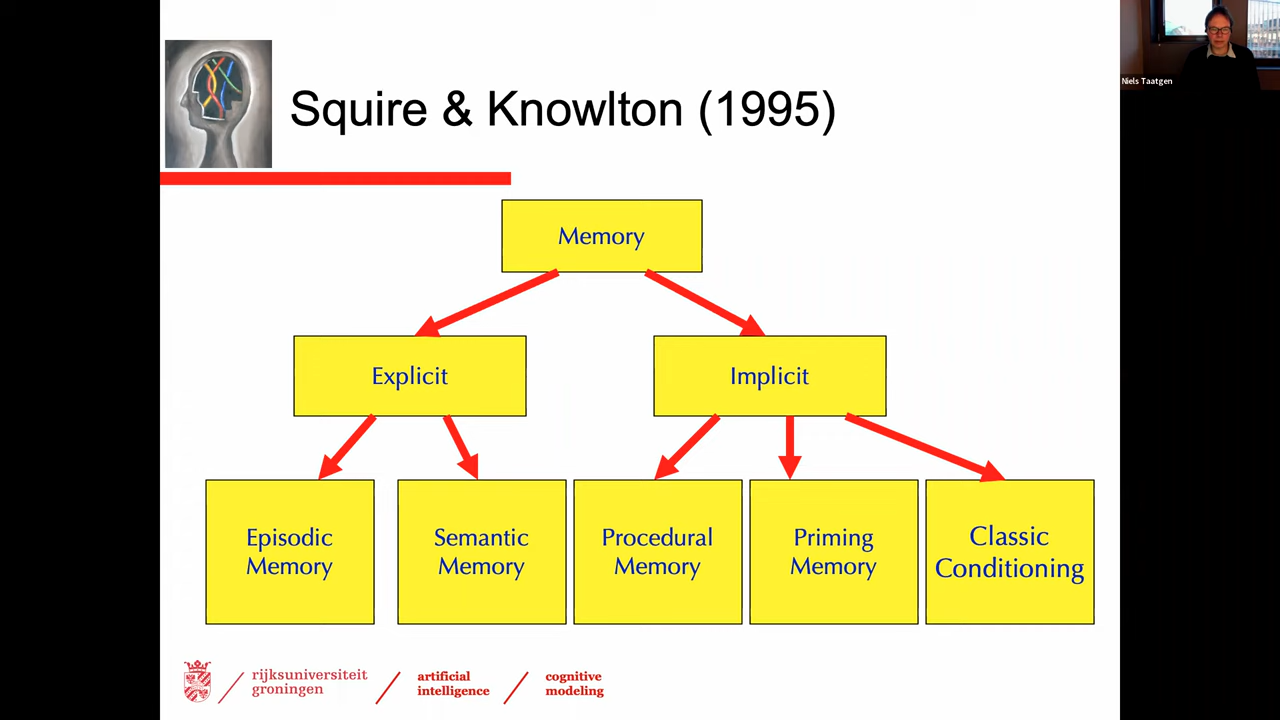 Niels Taatgen
Squire & Knowlton (1995)
Memory
Explicit
Implicit
Episodic
Memory
Semantic
Memory
Procedural
Memory
Priming
Memory
Classic
Conditioning
rijksuniversiteit
groningen
artificial
intelligence
cognitive
modeling